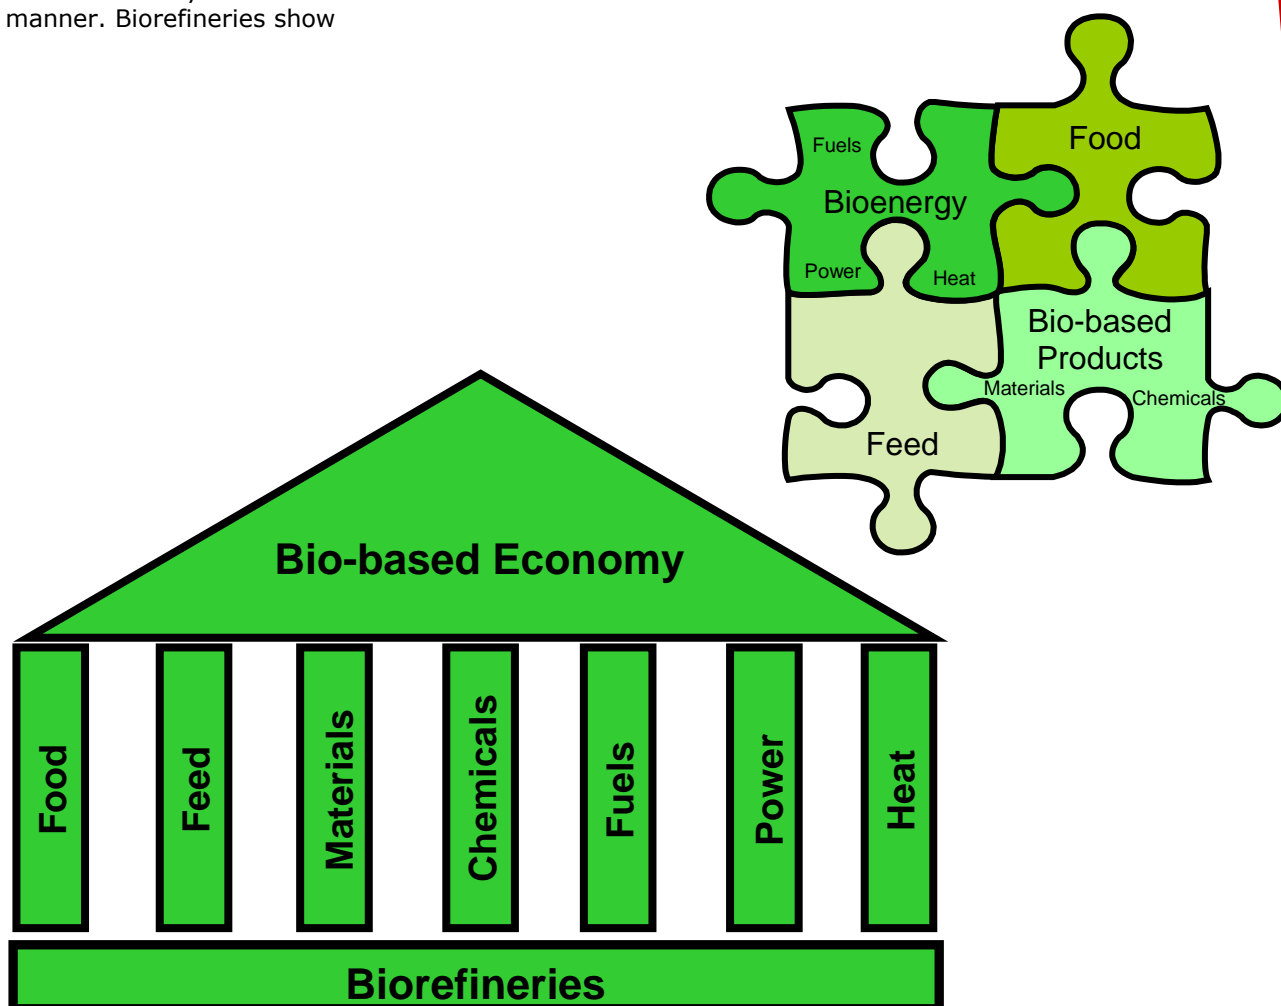 manner. Biorefineries show
Fuels
Food
Bioenergy
Power
Heat
Bio-based
Products
Materials
Chemicals
Feed
Bio-based Economy
Food
Feed
Materials
Chemicals
Fuels
Power
Heat
Biorefineries